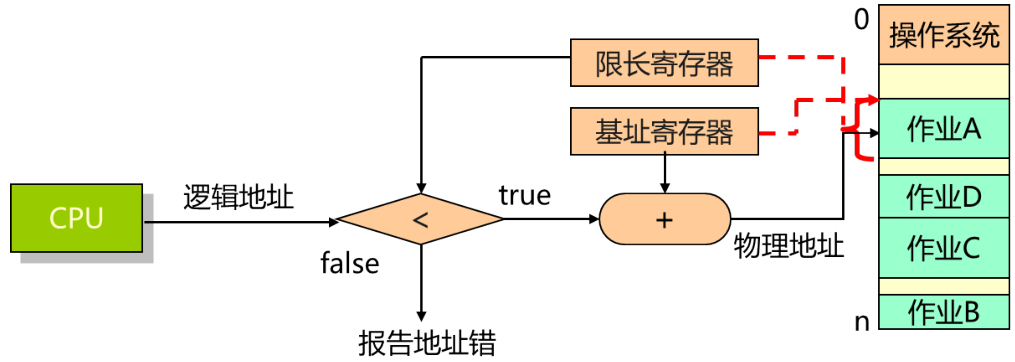 0
操作系统
限长寄存器
基址寄存器
作业A
逻辑地址
true
CPU
<
+
作业D
物理地址
作业C
false
作业B
n
报告地址错